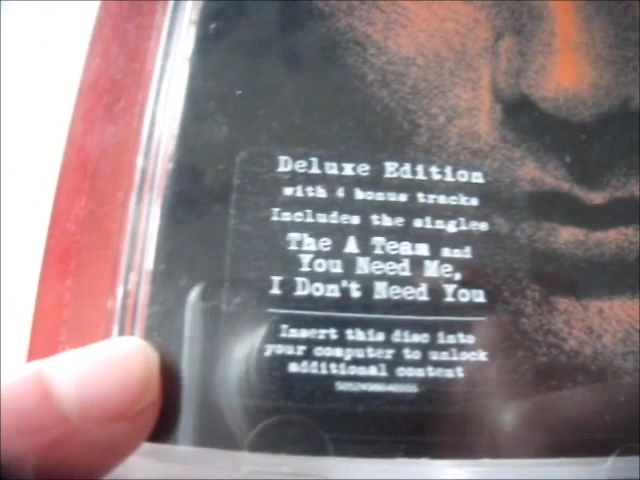 Deluxe Edition
with 4 bonus tracks
Includes the singles
The A Team and
You Need Me,
I Don't Need You
Insert this disc into
your computer to unlock
additional content